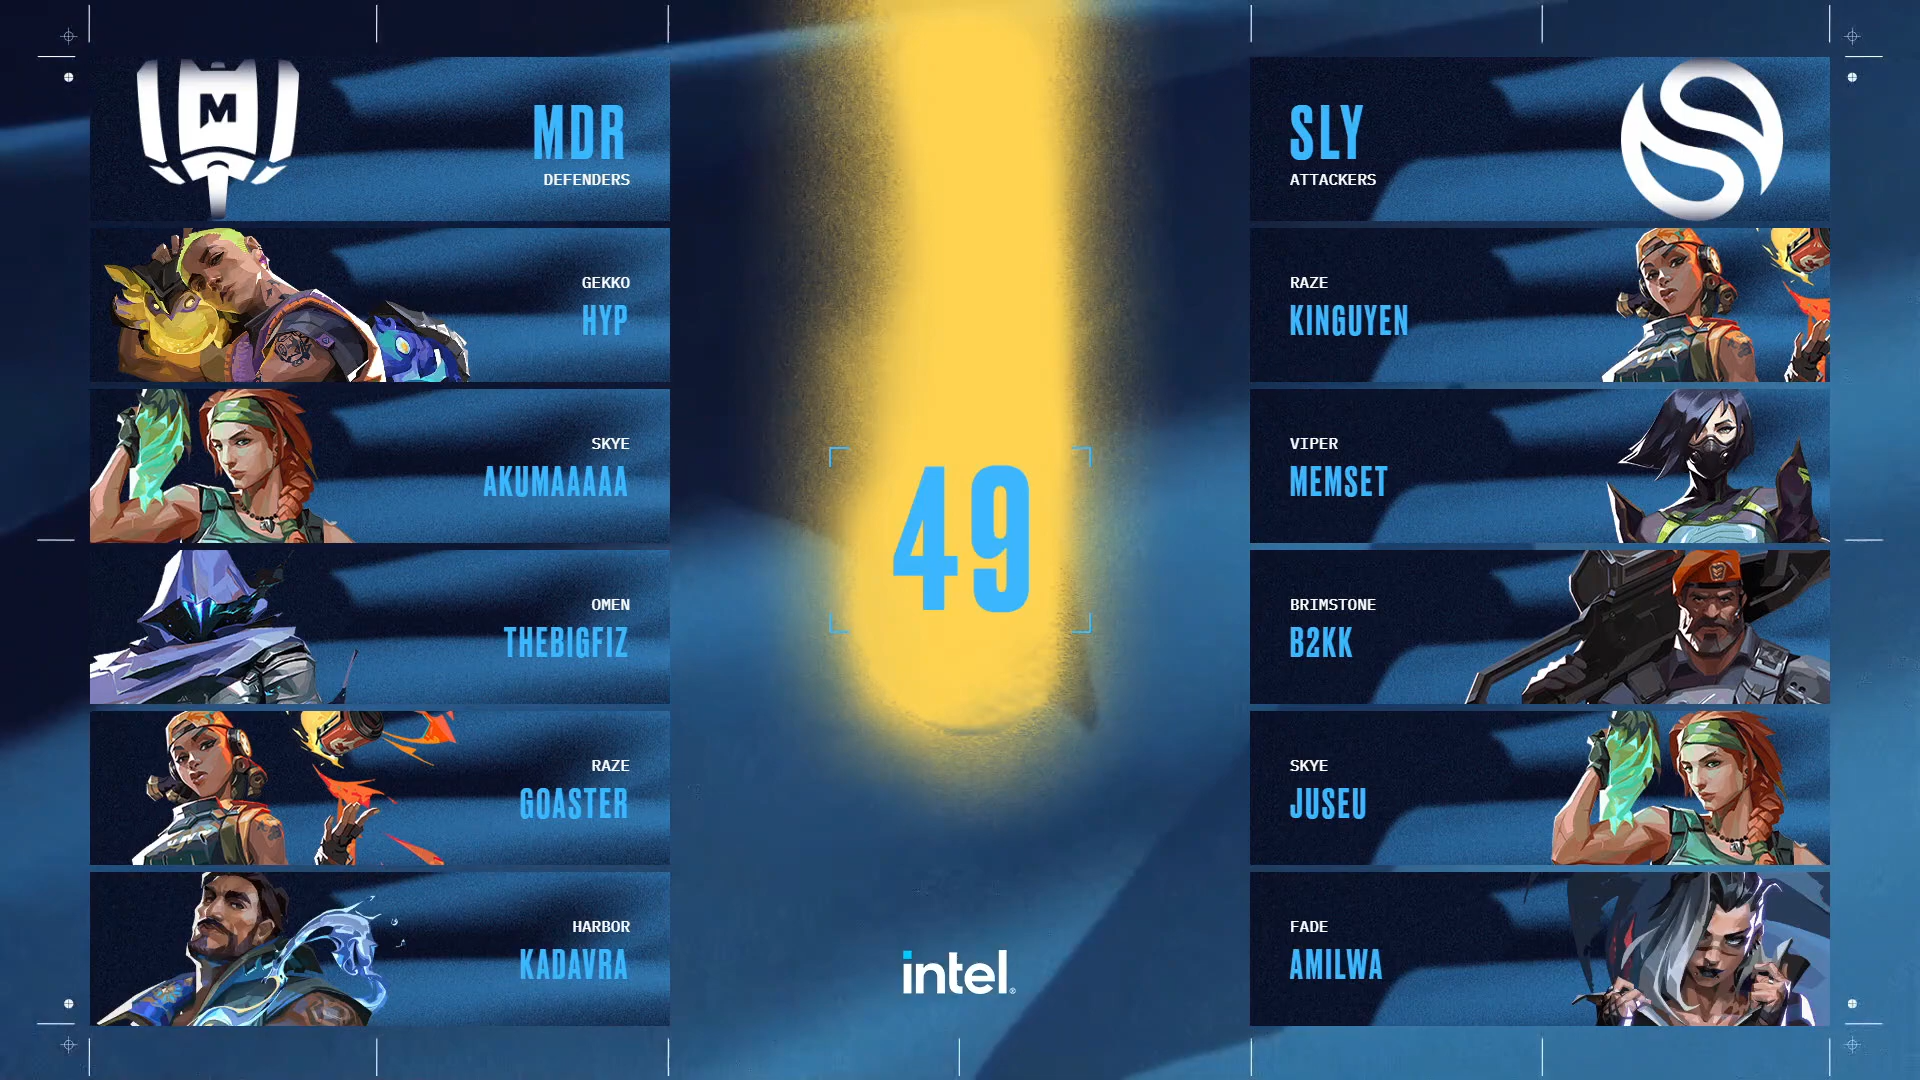 M
MDR
DEFENDERS
GEKKO
HYP
SKYE
AKUMAAAAA
OMEN
THEBIGFIZ
RAZE
GOASTER
HARBOR
KADAVRA
49
intel®
SLY
ATTACKERS
RAZE
KINGUYEN
VIPER
MEMSET
BRIMSTONE
B2KK
SKYE
JUSEU
FADE
AMILWA